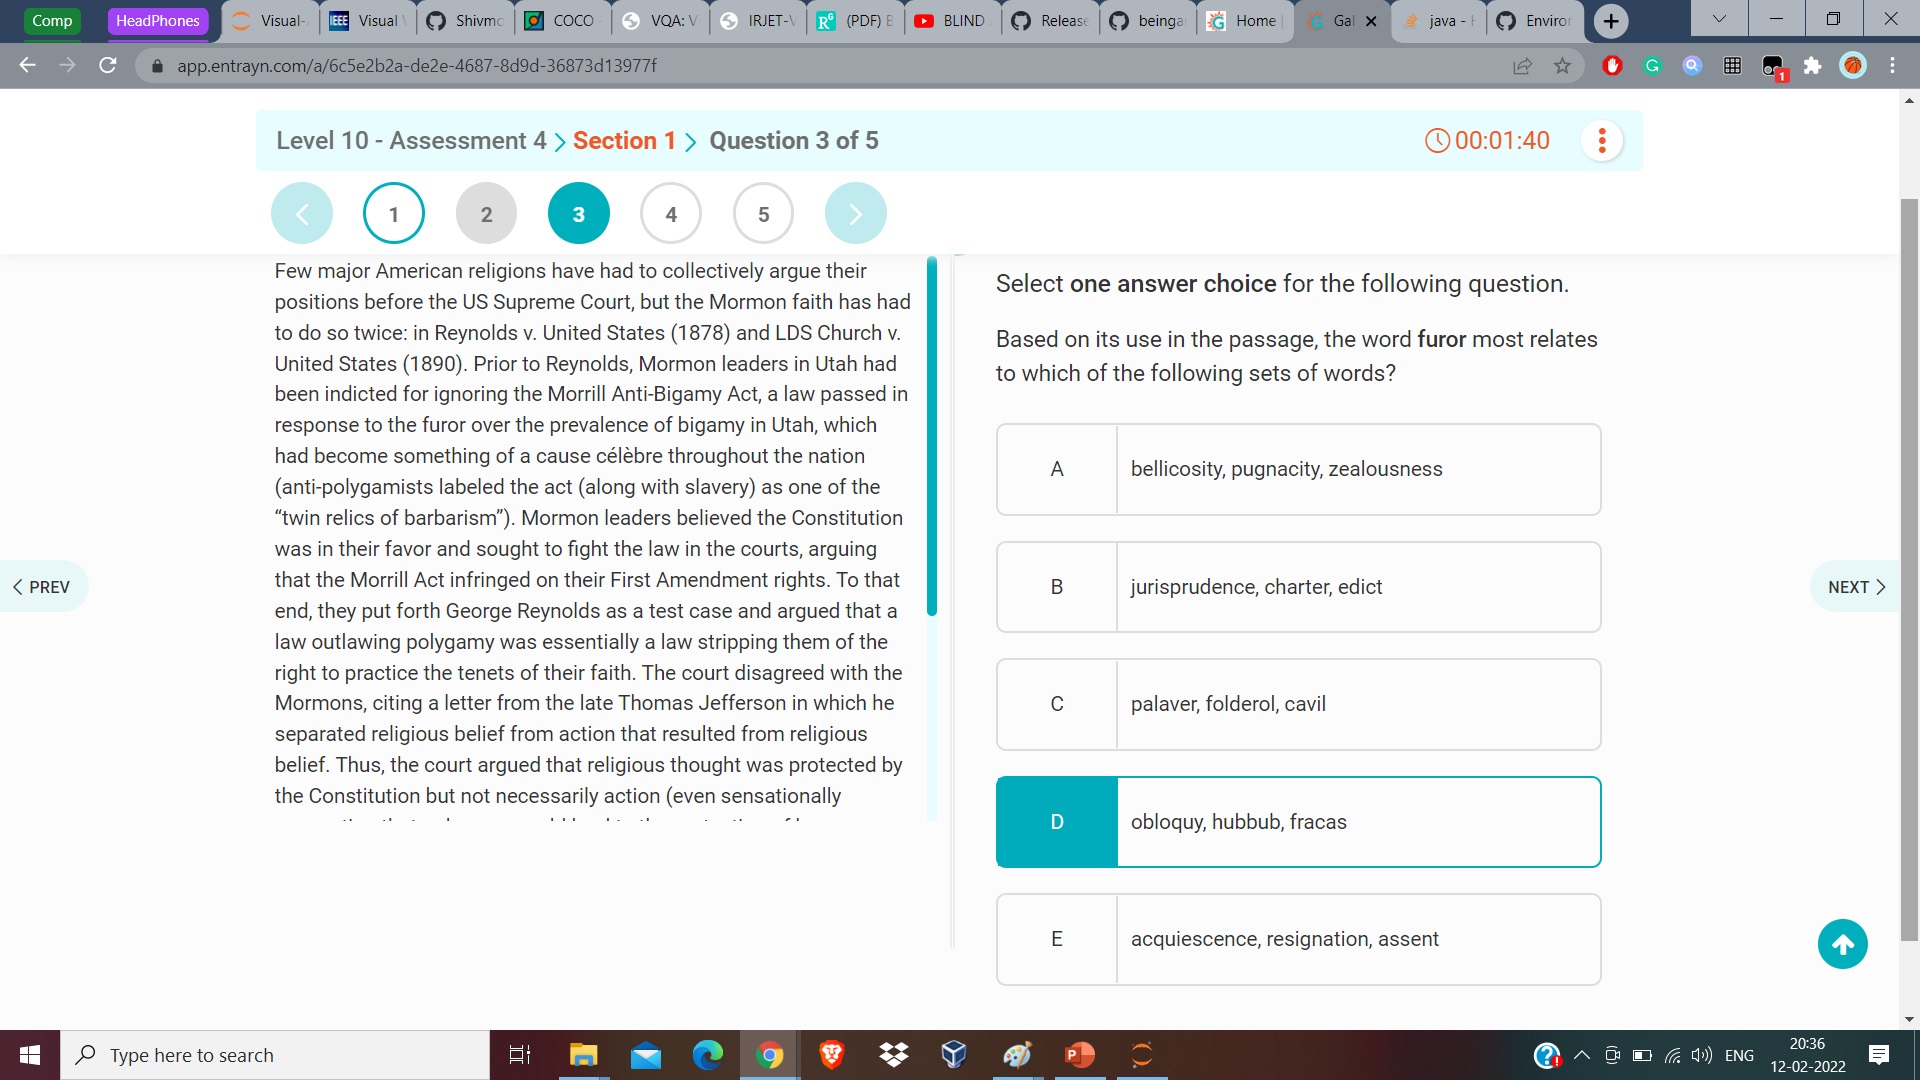 Comp
HeadPhones
Visual-
IEEE
Visual
Shivmo
COCO
VQA: V
IRJET-V
R⁶
(PDF) B
BLIND
Release
beinga
Home
Gal
java - H
Enviror
app.entrayn.com/a/6c5e2b2a-de2e-4687-8d9d-36873d13977f
1
Level 10 - Assessment 4 > Section 1 > Question 3 of 5
00:01:40
1
2
3
4
5
Few major American religions have had to collectively argue their
positions before the US Supreme Court, but the Mormon faith has had
to do so twice: in Reynolds v. United States (1878) and LDS Church v.
United States (1890). Prior to Reynolds, Mormon leaders in Utah had
been indicted for ignoring the Morrill Anti-Bigamy Act, a law passed in
response to the furor over the prevalence of bigamy in Utah, which
had become something of a cause célèbre throughout the nation
(anti-polygamists labeled the act (along with slavery) as one of the
“twin relics of barbarism”). Mormon leaders believed the Constitution
was in their favor and sought to fight the law in the courts, arguing
that the Morrill Act infringed on their First Amendment rights. To that
end, they put forth George Reynolds as a test case and argued that a
law outlawing polygamy was essentially a law stripping them of the
right to practice the tenets of their faith. The court disagreed with the
Mormons, citing a letter from the late Thomas Jefferson in which he
separated religious belief from action that resulted from religious
belief. Thus, the court argued that religious thought was protected by
the Constitution but not necessarily action (even sensationally
Select one answer choice for the following question.
Based on its use in the passage, the word furor most relates
to which of the following sets of words?
A
bellicosity, pugnacity, zealousness
B
jurisprudence, charter, edict
C
palaver, folderol, cavil
D
obloquy, hubbub, fracas
E
acquiescence, resignation, assent
PREV
NEXT
Type here to search
ENG
20:36
12-02-2022